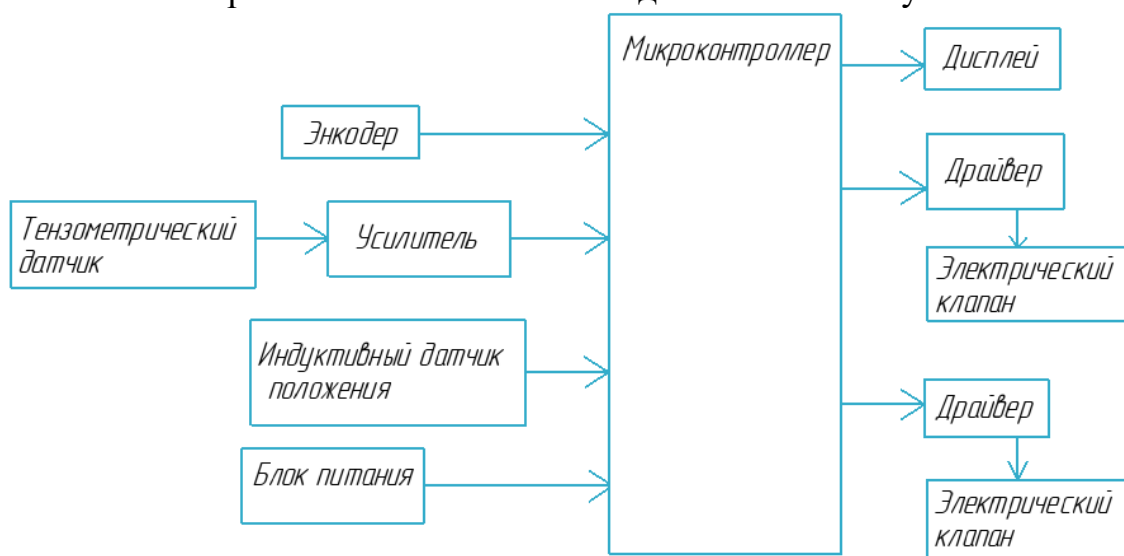 Микроконтроллер
Дисплей
Энкодер
Драйвер
Тензометрический
датчик
Усилитель
Электрический
клапан
Индуктивный датчик
положения
Драйвер
Блок питания
Электрический
клапан